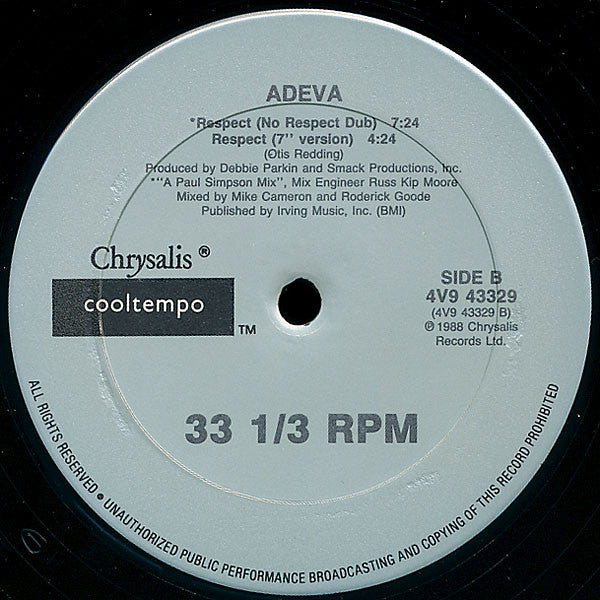 ADEVA
*Respect (No Respect Dub) 7:24
Respect (7'' version) 4:24
(Otis Redding)
Produced by Debbie Parkin and Smack Productions, Inc.
*"A Paul Simpson Mix", Mix Engineer Russ Kip Moore
Mixed by Mike Cameron and Roderick Goode
Published by Irving Music, Inc. (BMI)
Chrysalis ®
cooltempo
TM
SIDE B
4V9 43329
(4V9 43329 B)
℗ 1988 Chrysalis
Records Ltd.
33 1/3 RPM
ALL RIGHTS RESERVED • UNAUTHORIZED PUBLIC PERFORMANCE BROADCASTING AND COPYING OF THIS RECORD PROHIBITED